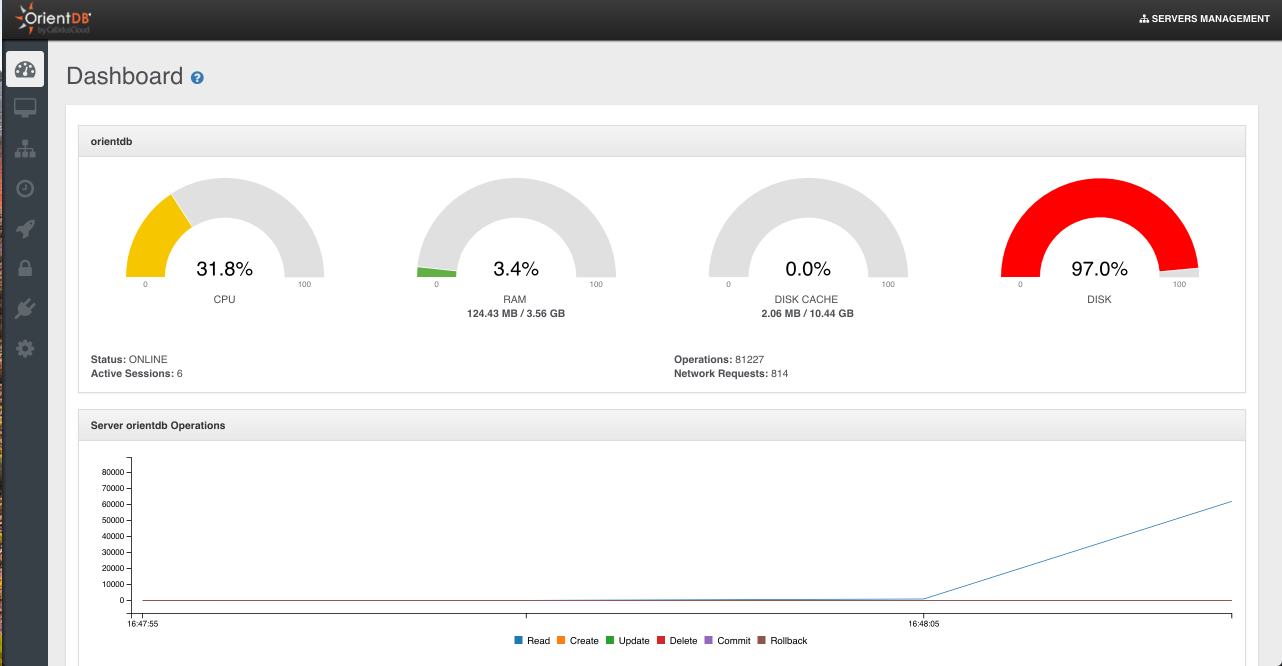 OrientDB
by CallidusCloud
SERVERS MANAGEMENT
Dashboard ?
orientdb
31.8%
0 100
CPU
3.4%
0 100
RAM
124.43 MB / 3.56 GB
0.0%
0 100
DISK CACHE
2.06 MB / 10.44 GB
97.0%
0 100
DISK
Status: ONLINE
Active Sessions: 6
Operations: 81227
Network Requests: 814
Server orientdb Operations
80000
70000
60000
50000
40000
30000
20000
10000
0
16:47:55 16:48:05
Read Create Update Delete Commit Rollback